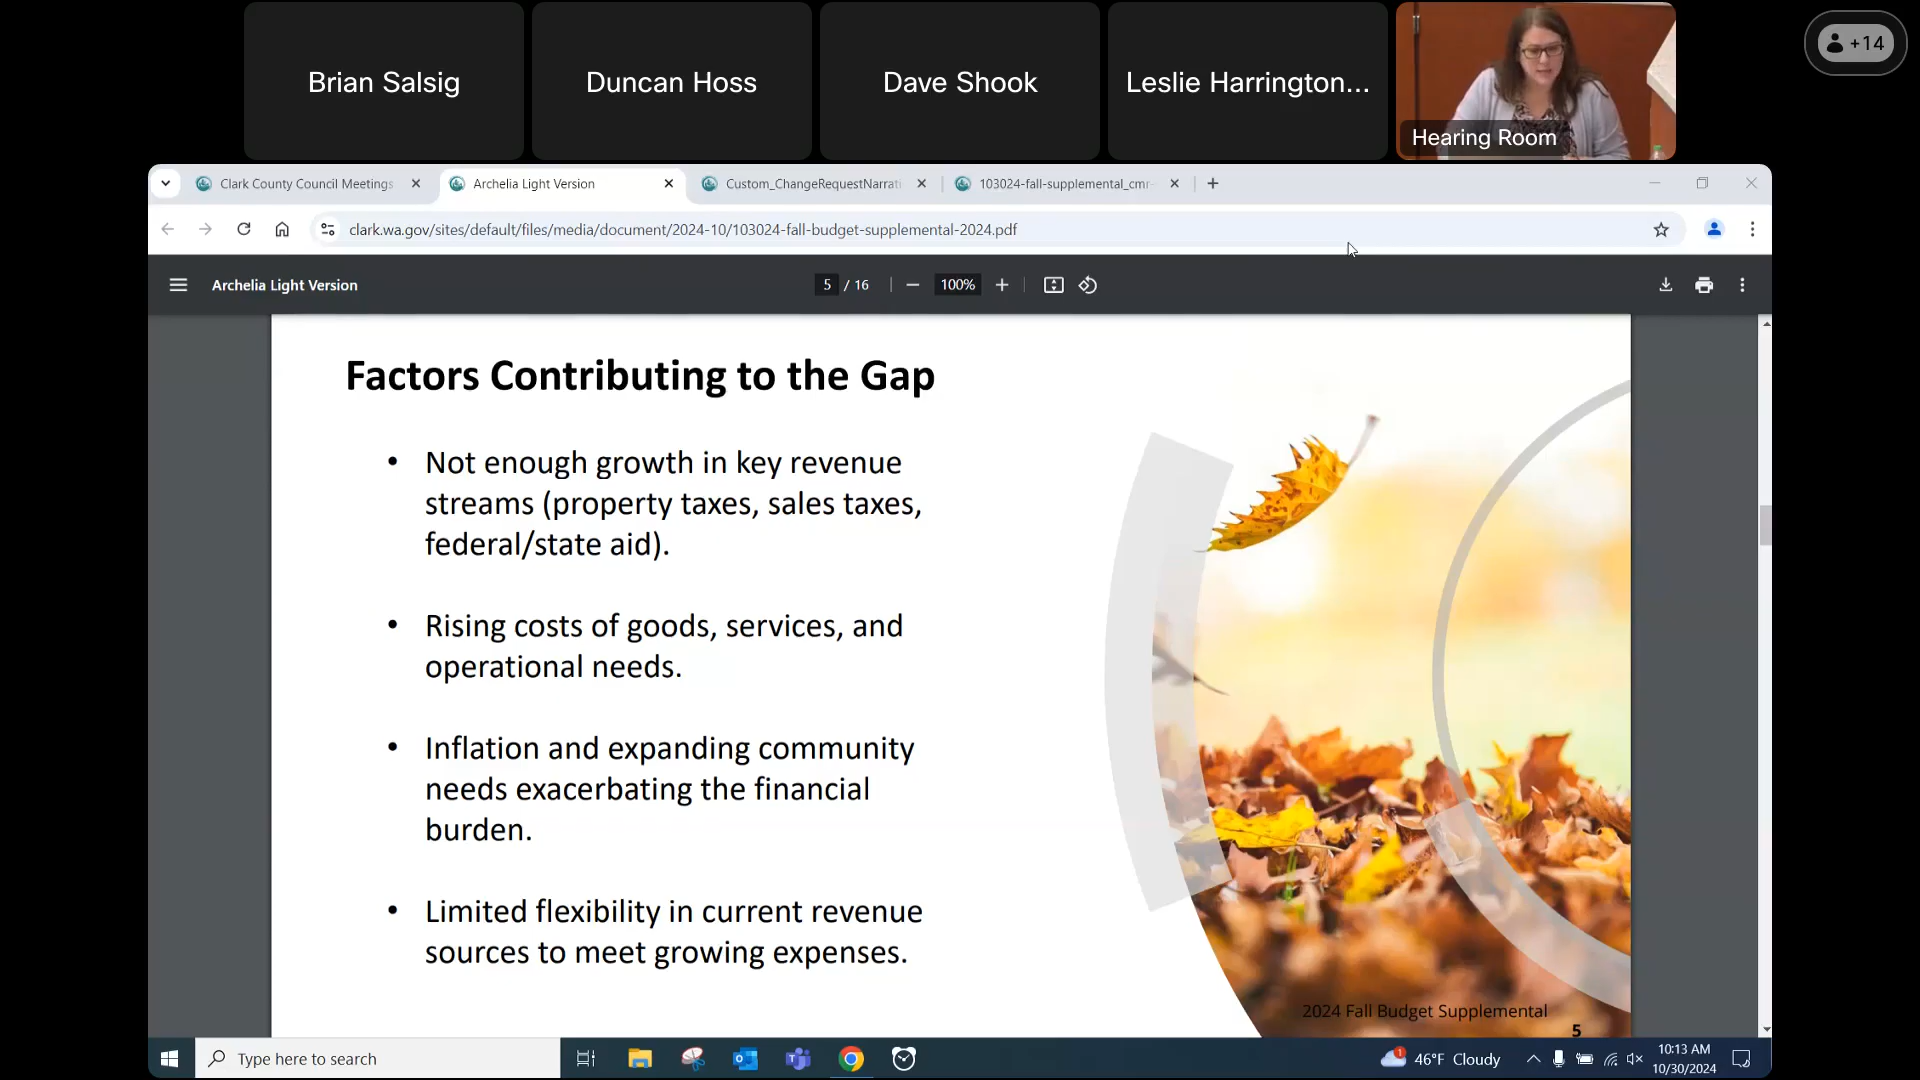 Brian Salsig
Duncan Hoss
Dave Shook
Leslie Harrington...
Hearing Room
+14
Clark County Council Meetings
Archelia Light Version
Custom_ChangeRequestNarrati
103024-fall-supplemental_cmr-
clark.wa.gov/sites/default/files/media/document/2024-10/103024-fall-budget-supplemental-2024.pdf
Archelia Light Version
5 / 16
100%
Factors Contributing to the Gap
• Not enough growth in key revenue
streams (property taxes, sales taxes,
federal/state aid).
• Rising costs of goods, services, and
operational needs.
• Inflation and expanding community
needs exacerbating the financial
burden.
• Limited flexibility in current revenue
sources to meet growing expenses.
2024 Fall Budget Supplemental
5
Type here to search
1
46°F Cloudy
10:13 AM
10/30/2024